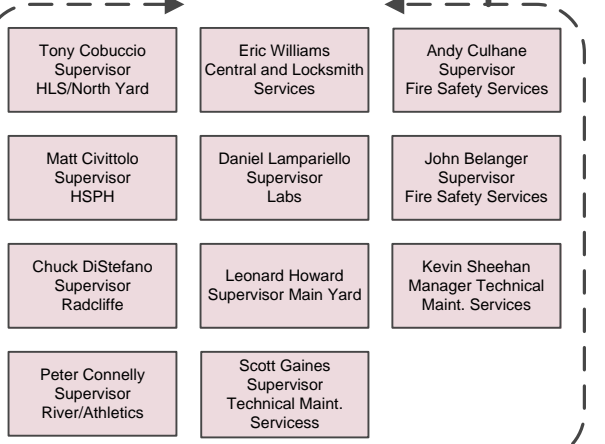 Tony Cobuccio
Supervisor
HLS/North Yard
Eric Williams
Central and Locksmith
Services
Andy Culhane
Supervisor
Fire Safety Services
Matt Civittolo
Supervisor
HSPH
Daniel Lampariello
Supervisor
Labs
John Belanger
Supervisor
Fire Safety Services
Chuck DiStefano
Supervisor
Radcliffe
Leonard Howard
Supervisor Main Yard
Kevin Sheehan
Manager Technical
Maint. Services
Peter Connelly
Supervisor
River/Athletics
Scott Gaines
Supervisor
Technical Maint.
Servicess